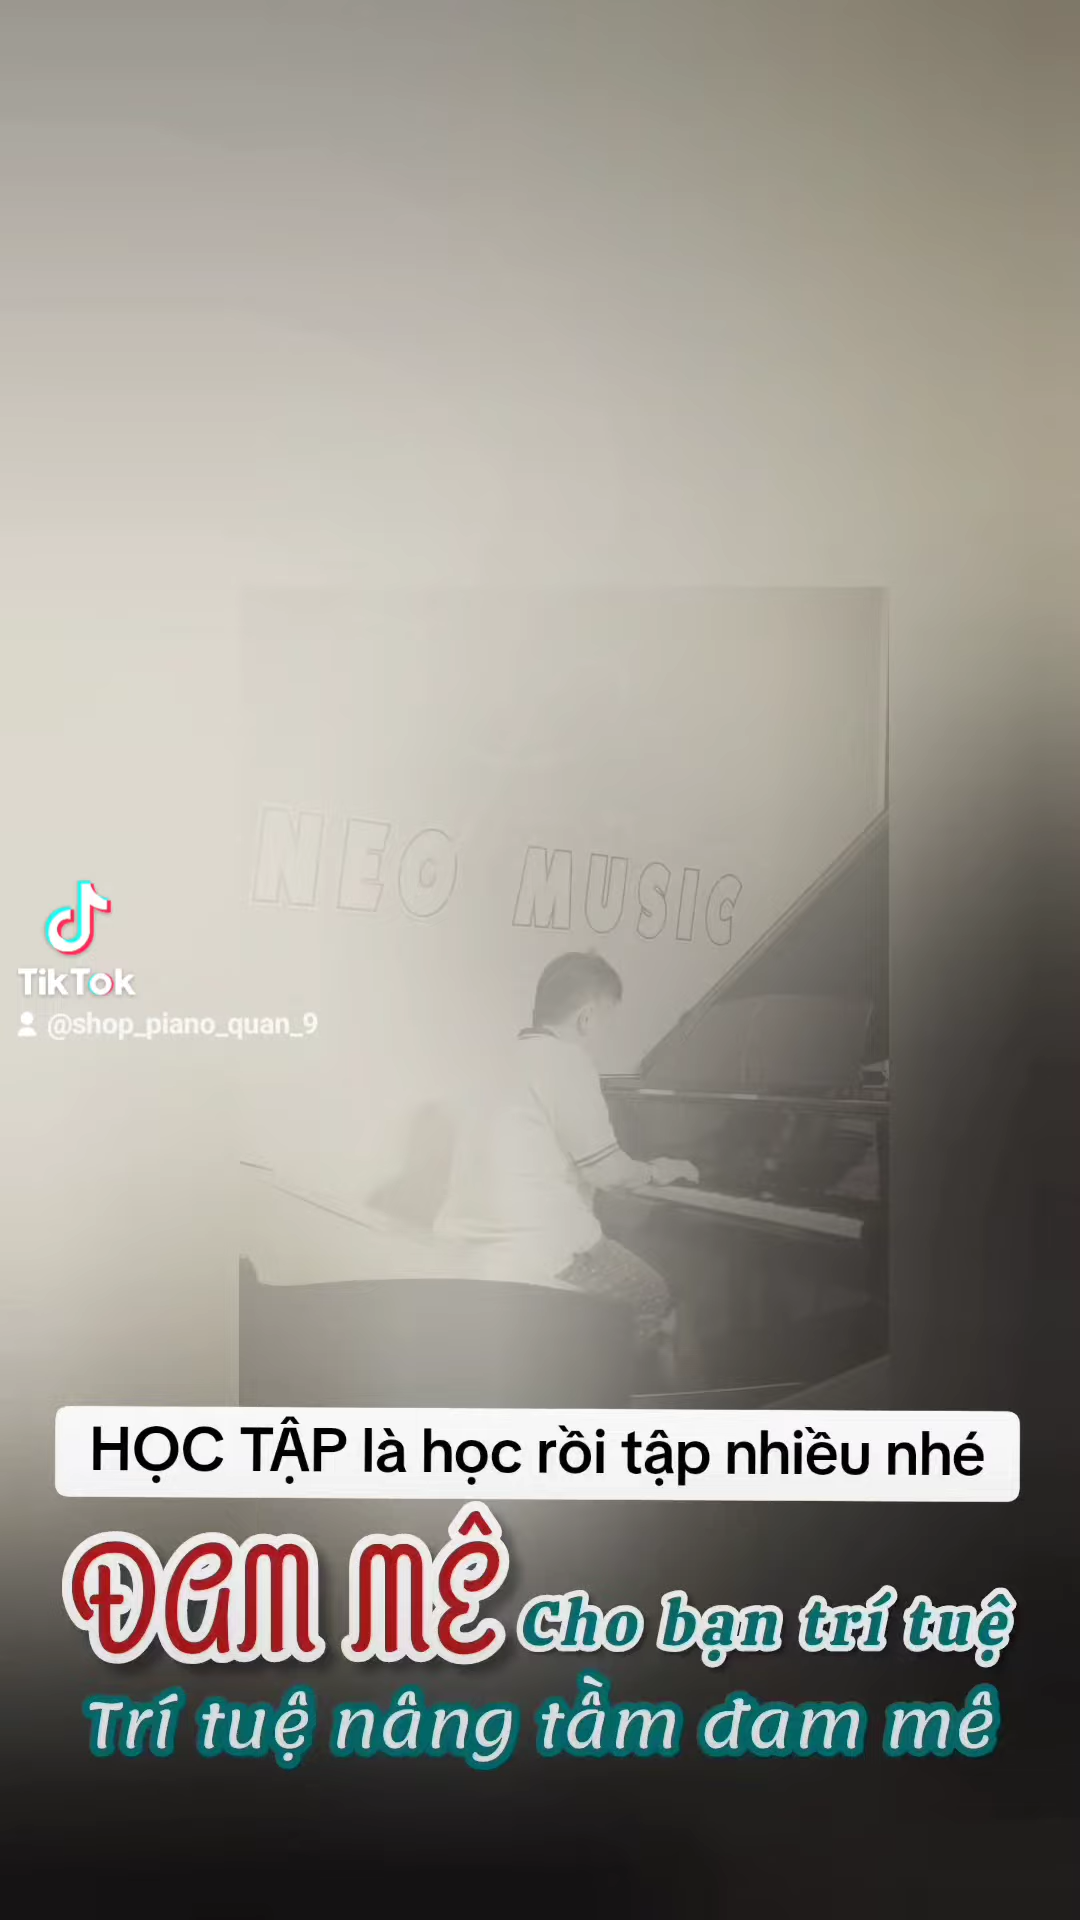 NEO MUSIC
TikTok
@shop_piano_quan_9
HỌC TẬP là học rồi tập nhiều nhé
ĐAM MÊ cho bạn trí tuệ
Trí tuệ nâng tầm đam mê